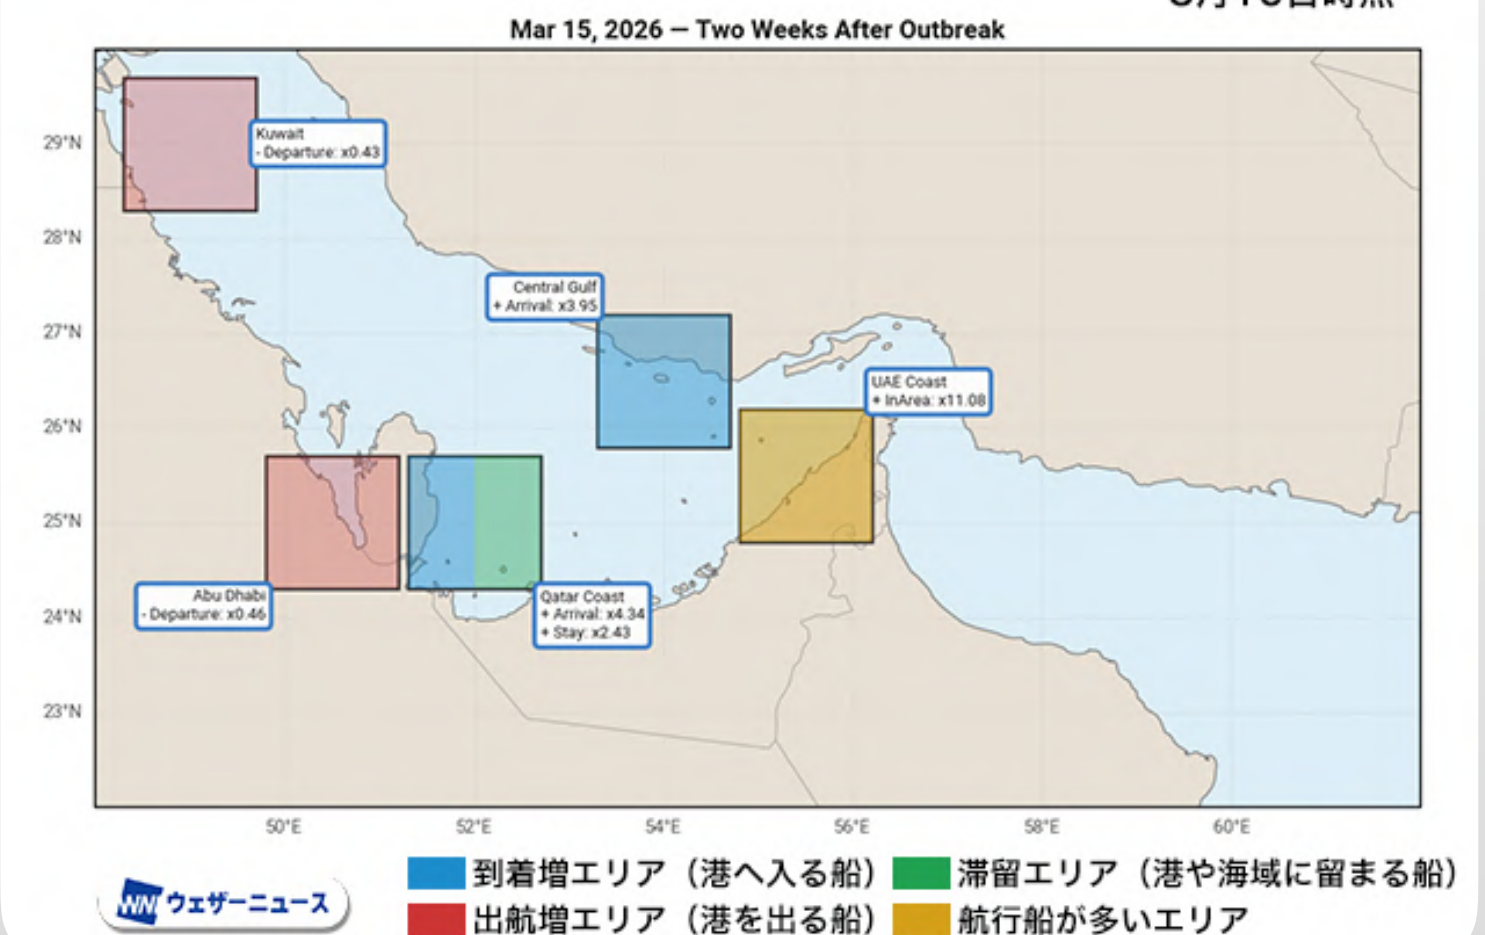 Mar 15, 2026 — Two Weeks After Outbreak
29°N
28°N
27°N
26°N
25°N
24°N
23°N
Kuwait
- Departure: x0.43
Central Gulf
+ Arrival: x3.95
UAE Coast
+ InArea: x11.08
Abu Dhabi
- Departure: x0.46
Qatar Coast
+ Arrival: x4.34
+ Stay: x2.43
50°E 52°E 54°E 56°E 58°E 60°E
到着増エリア（港へ入る船） 滞留エリア（港や海域に留まる船）
出航増エリア（港を出る船） 航行船が多いエリア
WN ウェザーニュース